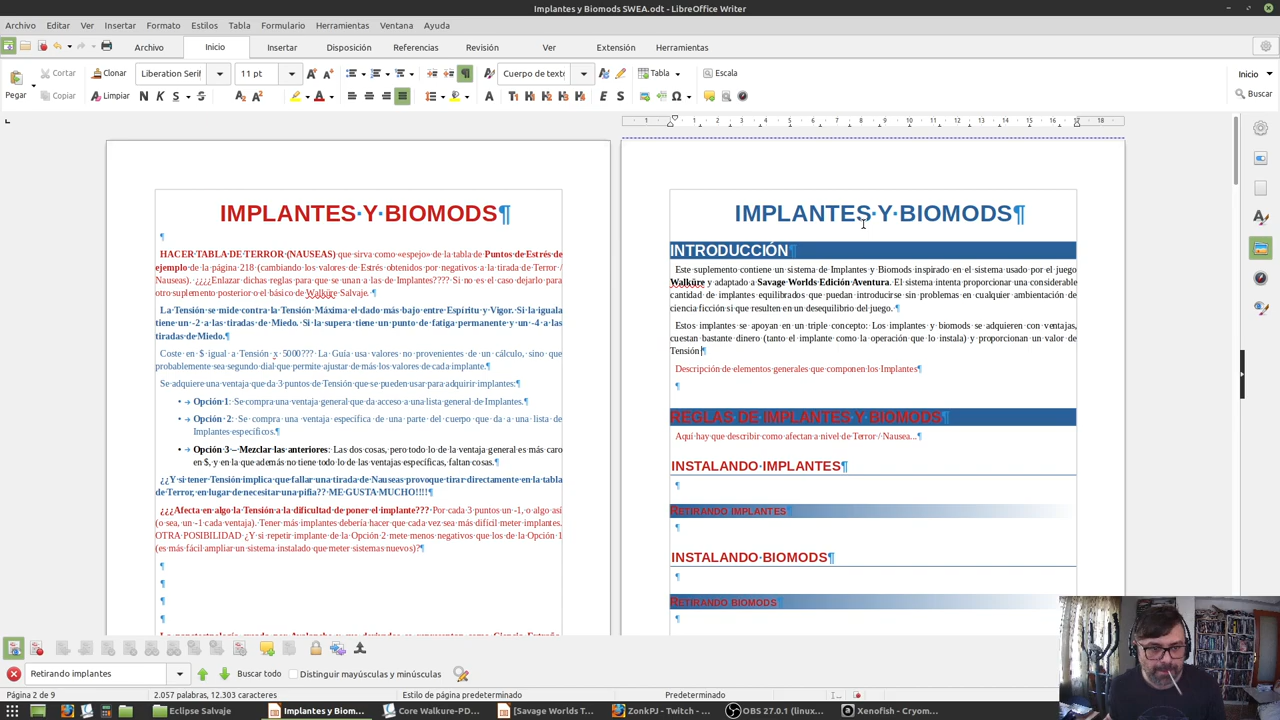 Implantes y Biomods SWEA.odt - LibreOffice Writer
Archivo Editar Ver Insertar Formato Estilos Tabla Formulario Herramientas Ventana Ayuda
Archivo Inicio Insertar Disposición Referencias Revisión Ver Extensión Herramientas
Cortar Clonar Liberation Serif 11 pt Cuerpo de texto Tabla Escala Inicio
Pegar Copiar Limpiar N K S S Buscar
1 1 2 3 4 5 6 7 8 9 10 11 12 13 14 15 16 17 18
IMPLANTES·Y·BIOMODS¶
¶
HACER·TABLA·DE·TERROR·(NAUSEAS) que·sirva·como·«espejo»·de·la·tabla·de·Puntos·de·Estrés·de·
ejemplo·de·la·página·218·(cambiando·los·valores·de·Estrés·obtenidos·por·negativos·a·la·tirada·de·Terror·/·
Nauseas).·¿¿¿¿Enlazar·dichas·reglas·para·que·se·unan·a·las·de·Implantes????·Si·no·es·el·caso·dejarlo·para·
otro·suplemento·posterior·o·el·básico·de·Walküre·Salvaje.·¶
La·Tensión·se·mide·contra·la·Tensión·Máxima·el·dado·más·bajo·entre·Espíritu·y·Vigor.·Si·la·iguala·
tiene·un·-2·a·las·tiradas·de·Miedo.·Si·la·supera·tiene·un·punto·de·fatiga·permanente·y·un·-4·a·las·
tiradas·de·Miedo.¶
Coste·en·$·igual·a·Tensión·x·5000???·La·Guía·usa·valores·no·provenientes·de·un·cálculo,·sino·que·
probablemente·sea·segundo·dial·que·permite·ajustar·de·más·los·valores·de·cada·implante.¶
Se·adquiere·una·ventaja·que·da·3·puntos·de·Tensión·que·se·pueden·usar·para·adquirir·implantes:¶
•→Opción·1:·Se·compra·una·ventaja·general·que·da·acceso·a·una·lista·general·de·Implantes.¶
•→Opción·2:·Se·compra·una·ventaja·específica·de·una·parte·del·cuerpo·que·da·a·una·lista·de·
Implantes·específicos.¶
•→Opción·3·–·Mezclar·las·anteriores:·Las·dos·cosas,·pero·todo·lo·de·la·ventaja·general·es·más·caro·
en·$,·y·en·la·que·además·no·tiene·todo·lo·de·las·ventajas·específicas,·faltan·cosas.¶
¿¿Y·si·tener·Tensión·implica·que·fallar·una·tirada·de·Nauseas·provoque·tirar·directamente·en·la·tabla·
de·Terror,·en·lugar·de·necesitar·una·pifia??·ME·GUSTA·MUCHO!!!!¶
¿¿¿Afecta·en·algo·la·Tensión·a·la·dificultad·de·poner·el·implante???·Por·cada·3·puntos·un·-1,·o·algo·así·
(o·sea,·un·-1·cada·ventaja).·Tener·más·implantes·debería·hacer·que·cada·vez·sea·más·difícil·meter·implantes.·
OTRA·POSIBILIDAD·¿Y·si·repetir·implante·de·los·de·la·Opción·2·mete·menos·negativos·que·los·de·la·Opción·1·
(es·más·fácil·ampliar·un·sistema·instalado·que·meter·sistemas·nuevos)?¶
¶
¶
¶
¶
IMPLANTES·Y·BIOMODS¶
INTRODUCCIÓN¶
Este·suplemento·contiene·un·sistema·de·Implantes·y·Biomods·inspirado·en·el·sistema·usado·por·el·juego·
Walküre·y·adaptado·a·Savage·Worlds·Edición·Aventura.·El·sistema·intenta·proporcionar·una·considerable·
cantidad·de·implantes·equilibrados·que·puedan·introducirse·sin·problemas·en·cualquier·ambientación·de·
ciencia·ficción·si·que·resulten·en·un·desequilibrio·del·juego.·¶
Estos·implantes·se·apoyan·en·un·triple·concepto:·Los·implantes·y·biomods·se·adquieren·con·ventajas,·
cuestan·bastante·dinero·(tanto·el·implante·como·la·operación·que·lo·instala)·y·proporcionan·un·valor·de·
Tensión·¶
Descripción·de·elementos·generales·que·componen·los·Implantes¶
¶
REGLAS·DE·IMPLANTES·Y·BIOMODS¶
Aquí·hay·que·describir·como·afectan·a·nivel·de·Terror·/·Nausea...¶
INSTALANDO·IMPLANTES¶
¶
RETIRANDO·IMPLANTES¶
¶
INSTALANDO·BIOMODS¶
¶
RETIRANDO·BIOMODS¶
¶
Retirando implantes Buscar todo Distinguir mayúsculas y minúsculas
Página 2 de 9 2.057 palabras, 12.303 caracteres Estilo de página predeterminado Predeterminado
Eclipse Salvaje Implantes y Biom... Core Walkure-PD... [Savage Worlds T... ZonkPJ - Twitch - ... OBS 27.0.1 (linux... Xenofish - Cryom...